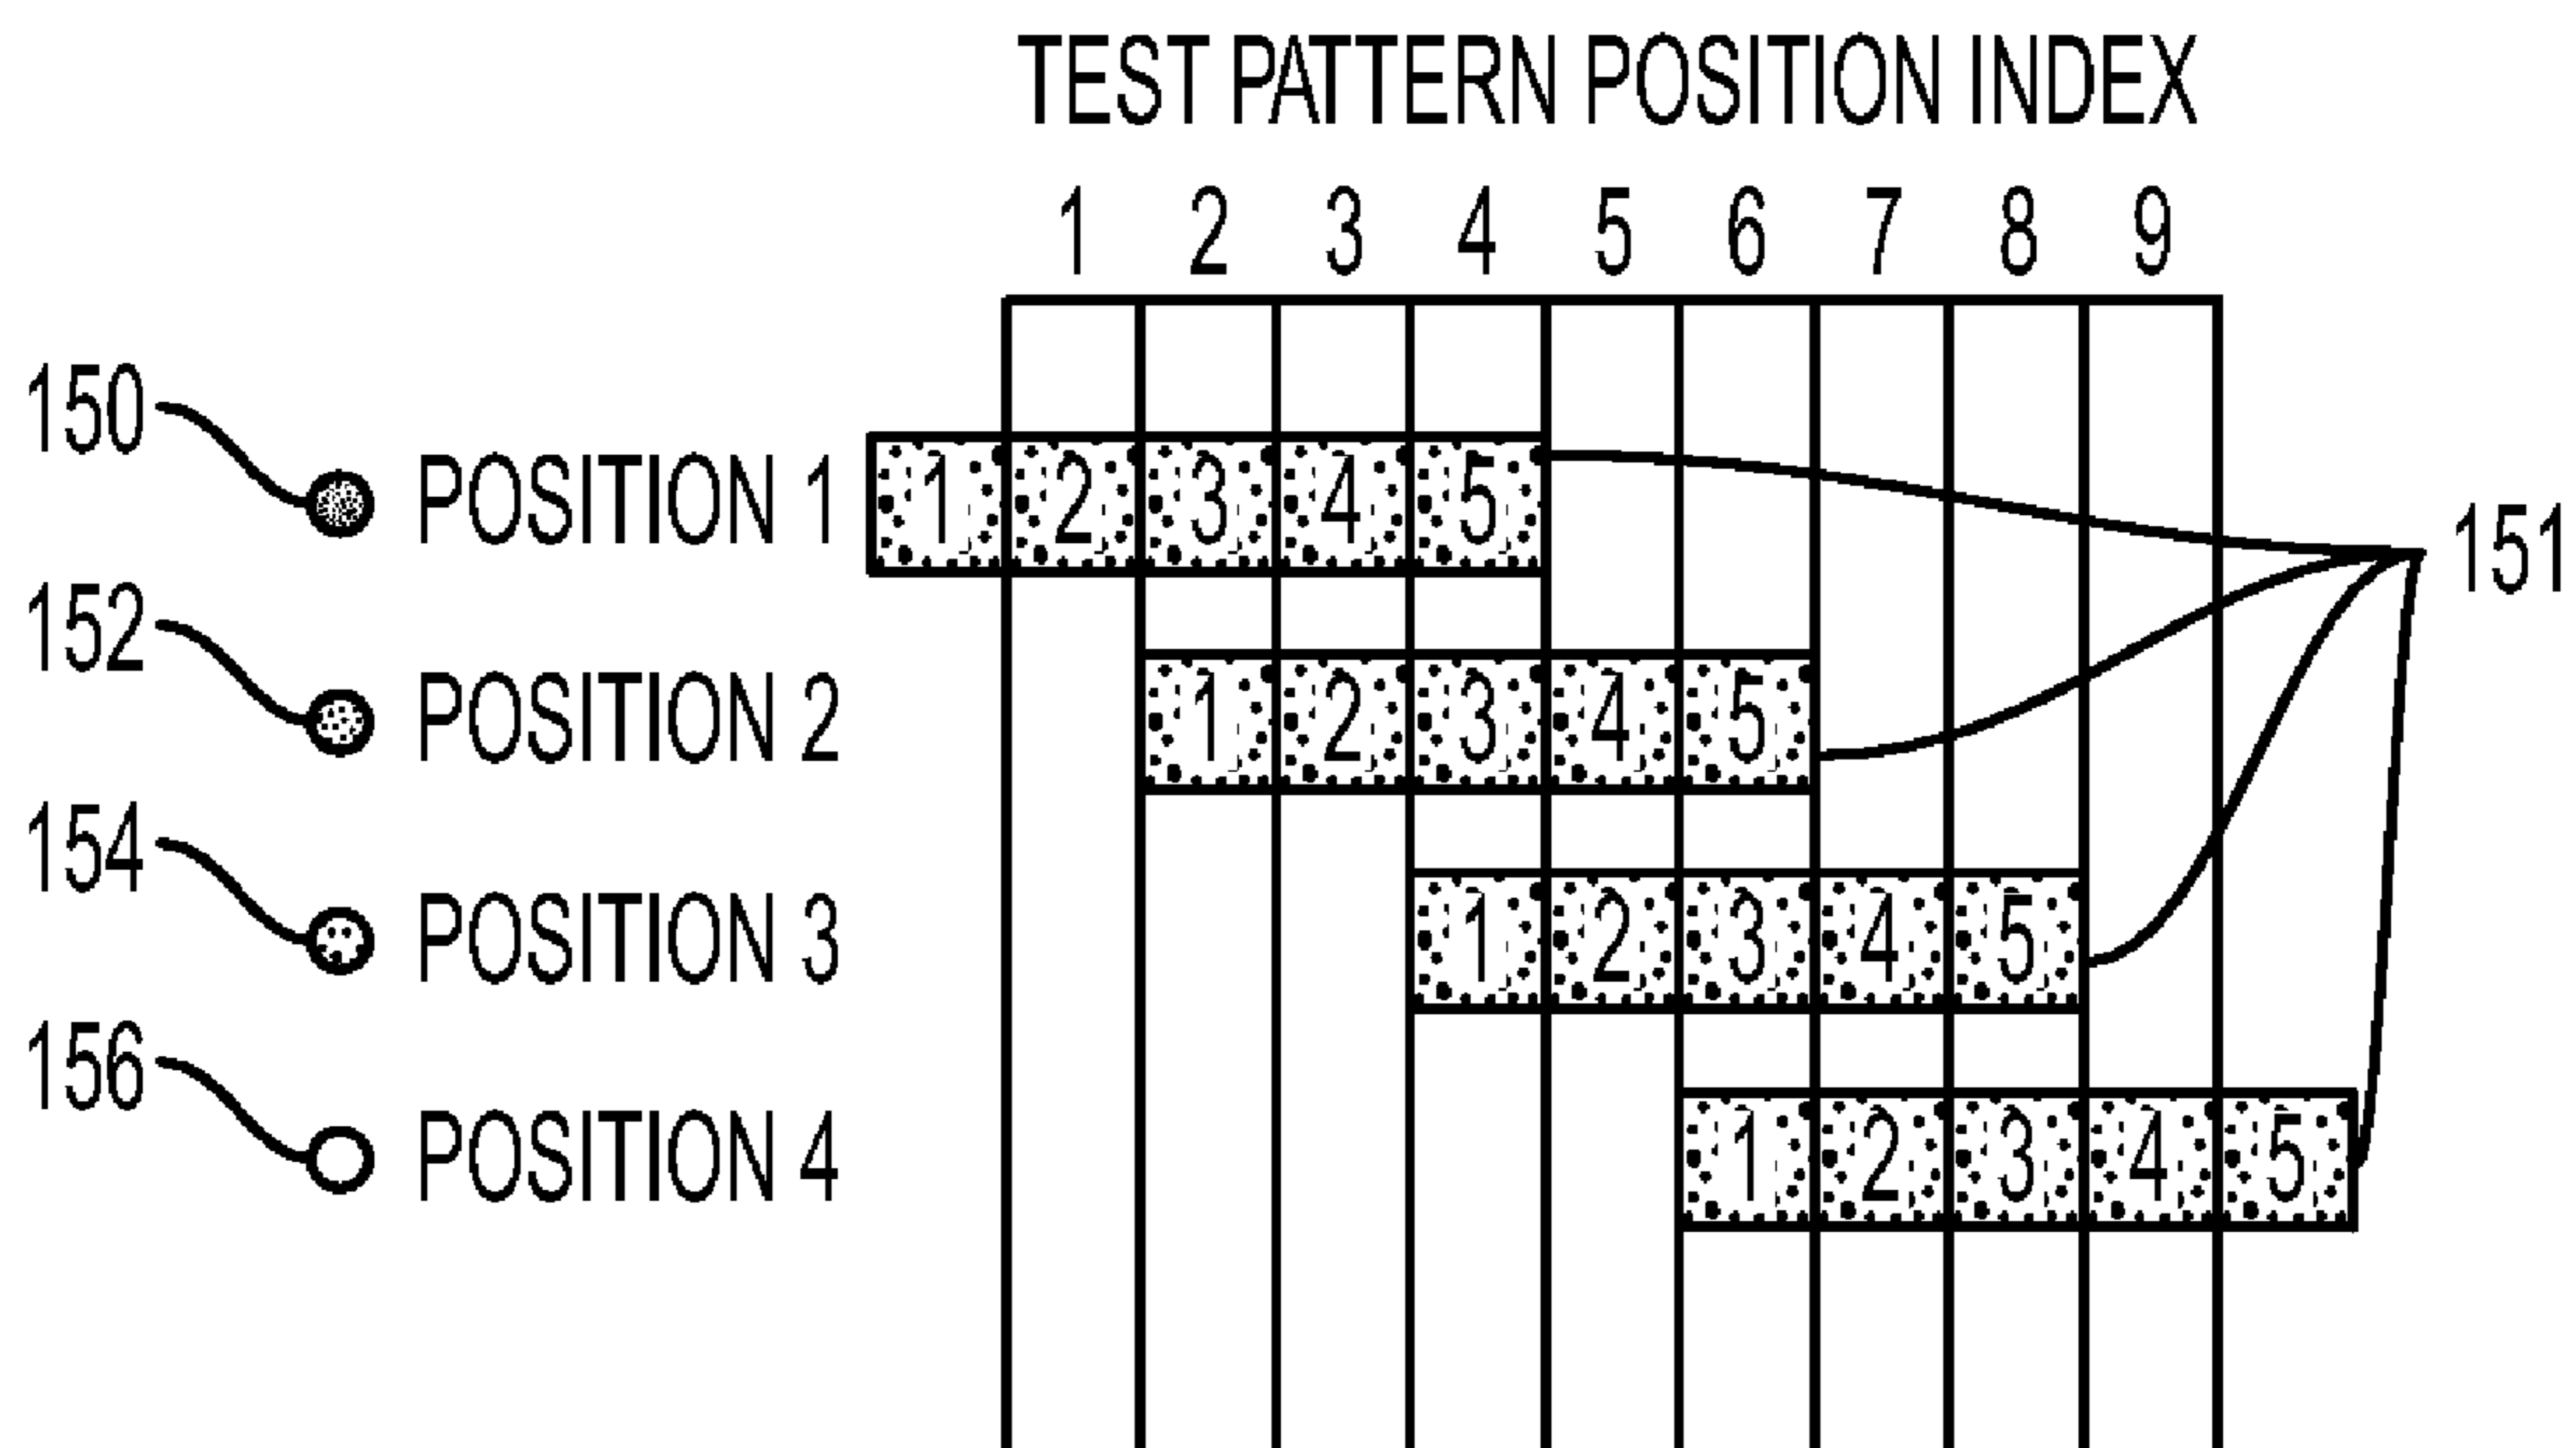 TEST PATTERN POSITION INDEX
1 2 3 4 5 6 7 8 9
150
POSITION 1 1 2 3 4 5
151
152
POSITION 2 1 2 3 4 5
154
POSITION 3 1 2 3 4 5
156
POSITION 4 1 2 3 4 5